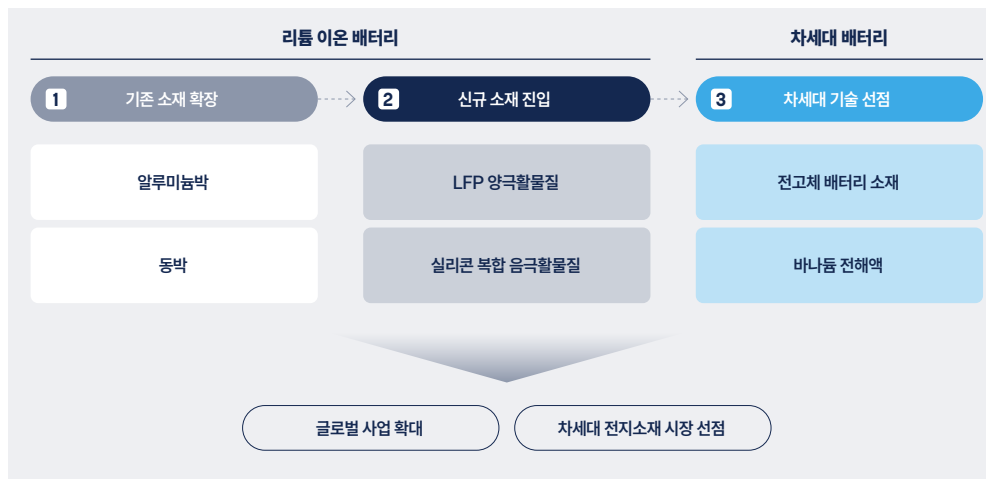 리튬 이온 배터리
차세대 배터리
1 기존 소재 확장
2 신규 소재 진입
3 차세대 기술 선점
알루미늄박
LFP 양극활물질
전고체 배터리 소재
동박
실리콘 복합 음극활물질
바나듐 전해액
글로벌 사업 확대
차세대 전지소재 시장 선점